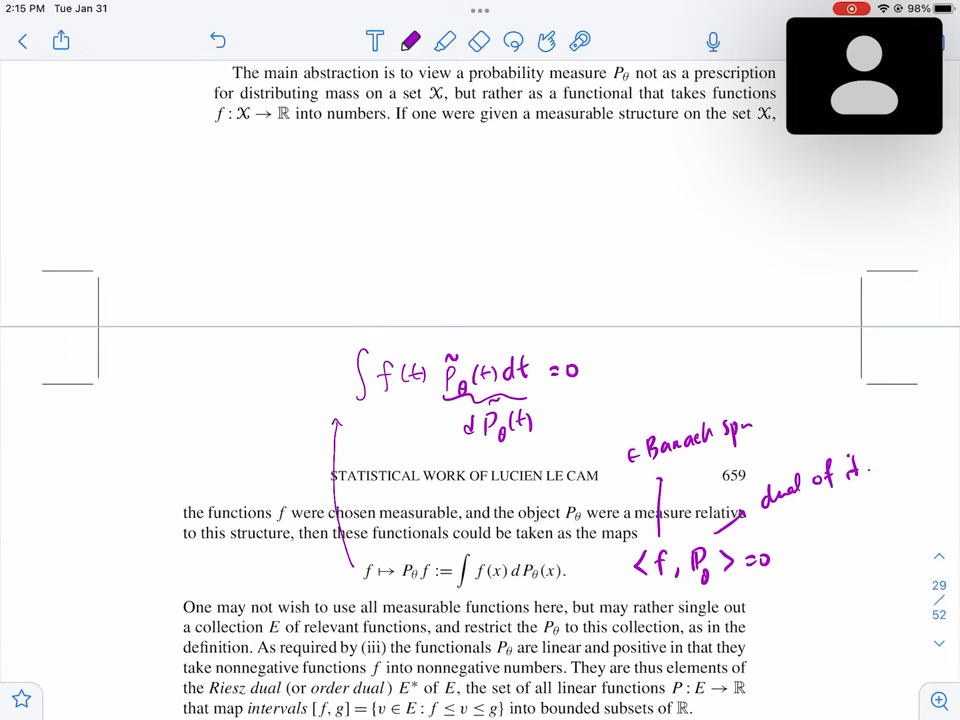 2:15 PM Tue Jan 31
98%
The main abstraction is to view a probability measure P_θ not as a prescription
for distributing mass on a set 𝒳, but rather as a functional that takes functions
f : 𝒳 → ℝ into numbers. If one were given a measurable structure on the set 𝒳,
∫ f(t) P̃_θ(t) dt = 0
d P̃_θ(t)
∈ Banach
dual of it.
STATISTICAL WORK OF LUCIEN LE CAM 659
the functions f were chosen measurable, and the object P_θ were a measure relative
to this structure, then these functionals could be taken as the maps
f ↦ P_θ f := ∫ f(x) dP_θ(x).
<f, P_θ> = 0
One may not wish to use all measurable functions here, but may rather single out
a collection E of relevant functions, and restrict the P_θ to this collection, as in the
definition. As required by (iii) the functionals P_θ are linear and positive in that they
take nonnegative functions f into nonnegative numbers. They are thus elements of
the Riesz dual (or order dual) E* of E, the set of all linear functions P : E → ℝ
that map intervals [f, g] = {v ∈ E : f ≤ v ≤ g} into bounded subsets of ℝ.
29
/
52